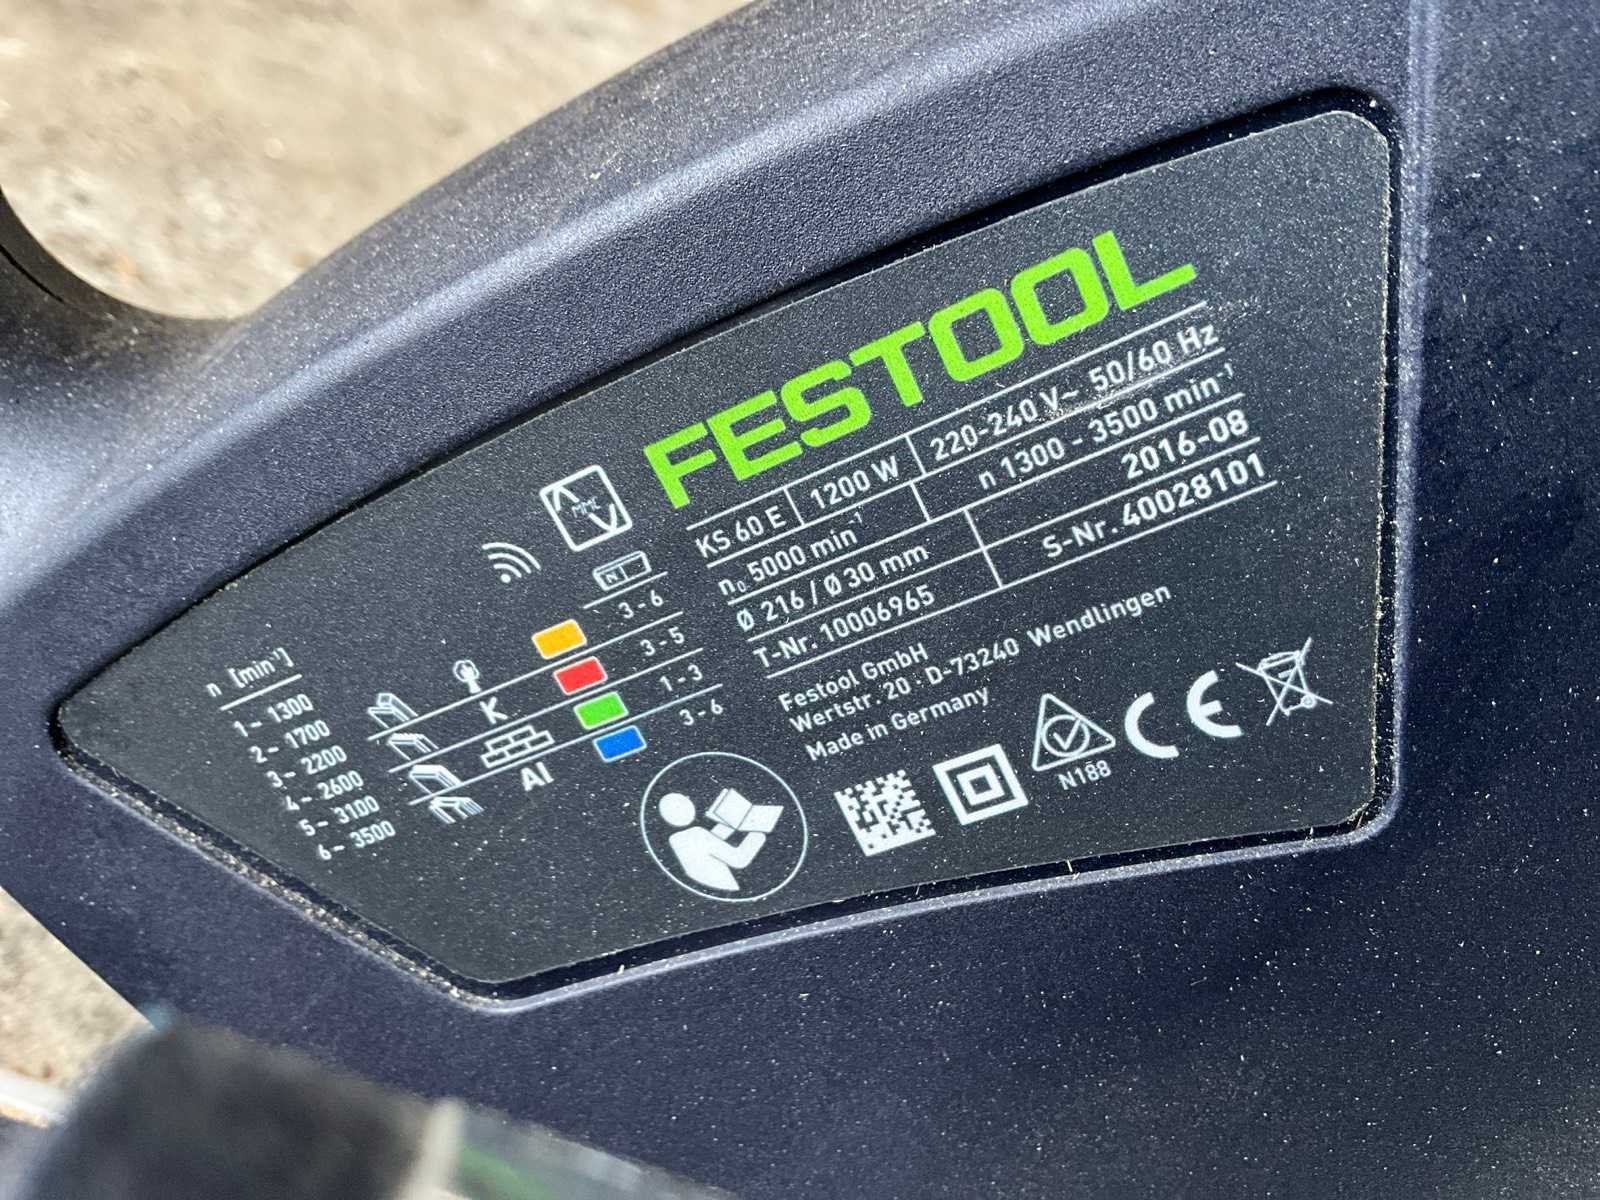 FESTOOL
MMC
KS 60 E 1200 W 220-240 V~ 50/60 Hz
n₀ 5000 min⁻¹ n 1300 - 3500 min⁻¹
Ø 216 / Ø 30 mm 2016-08
T-Nr. 10006965 S-Nr. 40028101
Festool GmbH
Wertstr. 20 · D-73240 Wendlingen
Made in Germany
N188
CE
n [min⁻¹]
1 ~ 1300
2 ~ 1700
3 ~ 2200
4 ~ 2600
5 ~ 3100
6 ~ 3500
3 - 6
K 3 - 5
1 - 3
Al 3 - 6